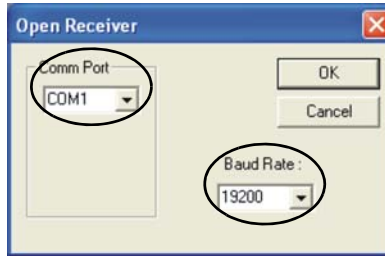 Open Receiver
Comm Port
COM1
OK
Cancel
Baud Rate :
19200